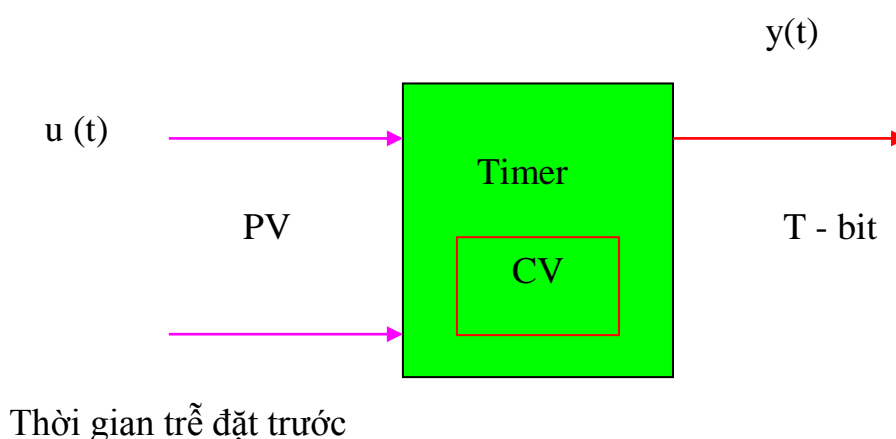 y(t)
u (t)
Timer
PV
T - bit
CV
Thời gian trễ đặt trước